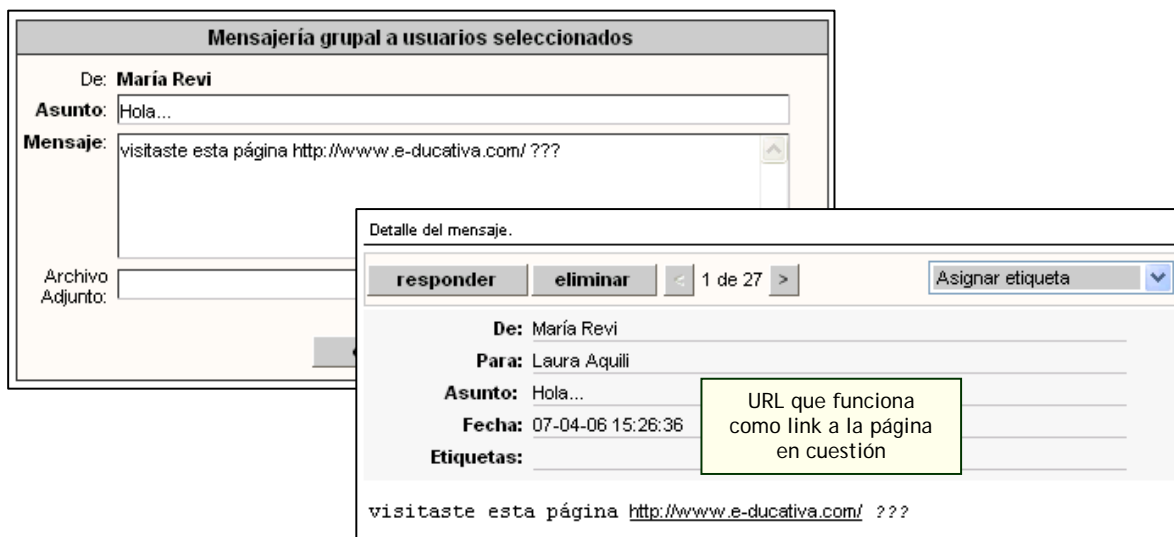 Mensajería grupal a usuarios seleccionados
De: María Revi
Asunto: Hola...
Mensaje: visitaste esta página http://www.e-ducativa.com/ ???
Archivo
Adjunto:
Detalle del mensaje.
responder eliminar < 1 de 27 > Asignar etiqueta
De: María Revi
Para: Laura Aquili
Asunto: Hola...
Fecha: 07-04-06 15:26:36
Etiquetas:
URL que funciona
como link a la página
en cuestión
visitaste esta página http://www.e-ducativa.com/ ???